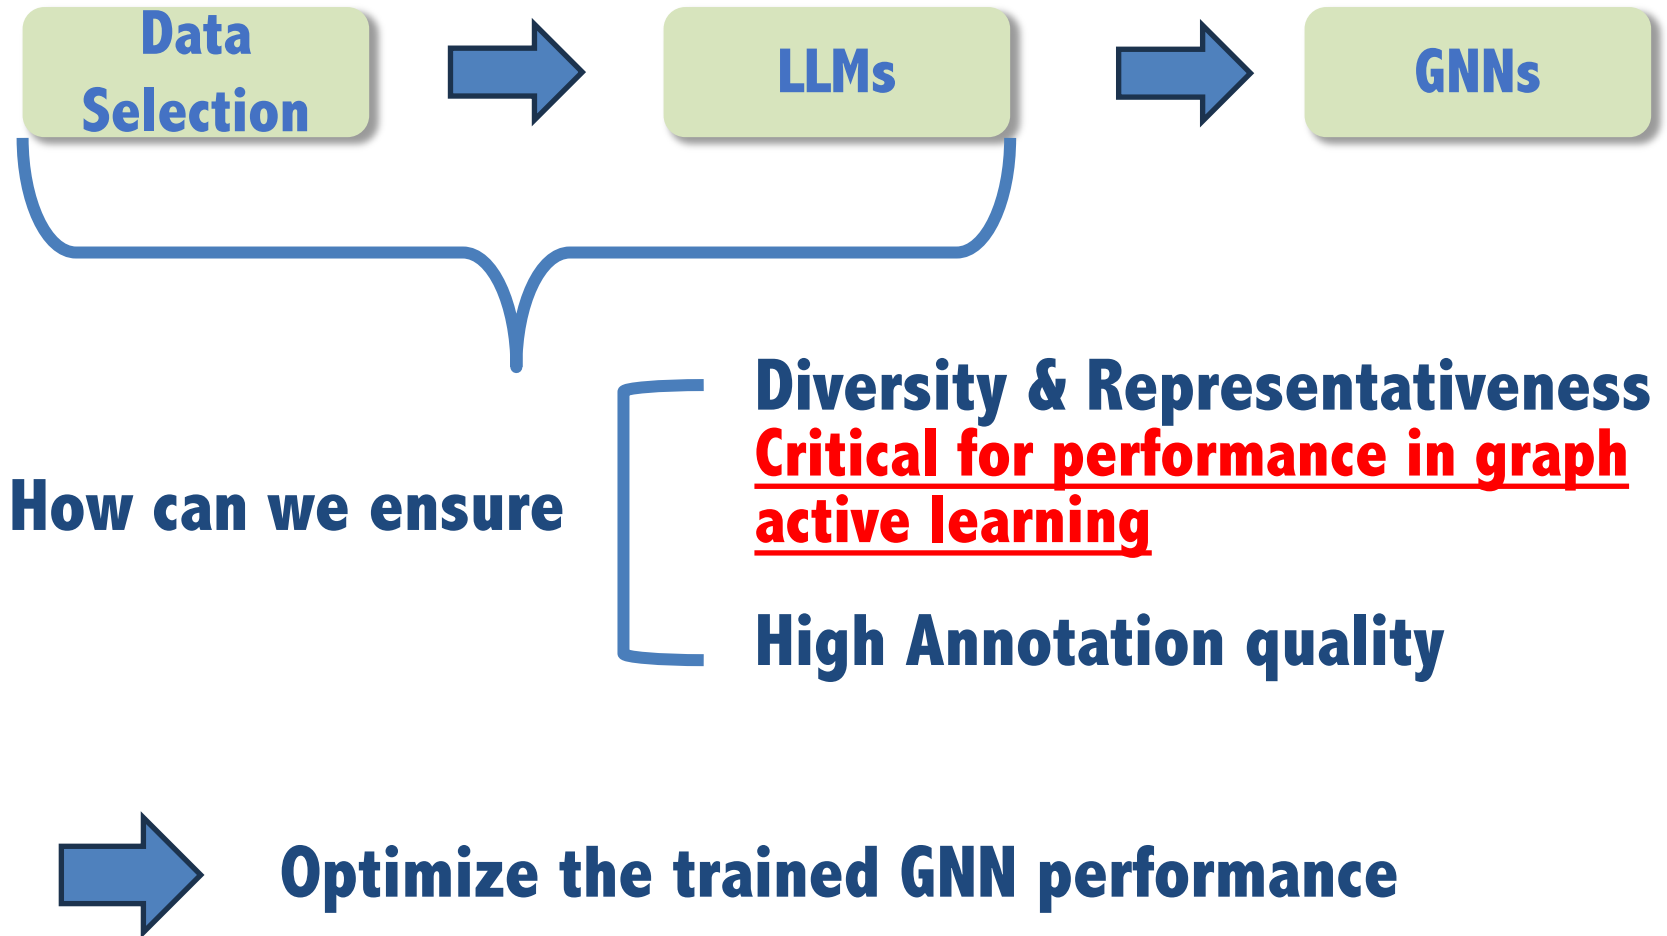 Data
Selection
LLMs
GNNs
Diversity & Representativeness
Critical for performance in graph
active learning
How can we ensure
High Annotation quality
Optimize the trained GNN performance